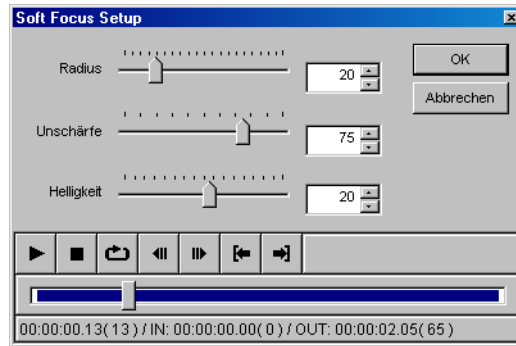 Soft Focus Setup
Radius
20
OK
Abbrechen
Unschärfe
75
Helligkeit
20
00:00:00.13( 13 ) / IN: 00:00:00.00( 0 ) / OUT: 00:00:02.05( 65 )